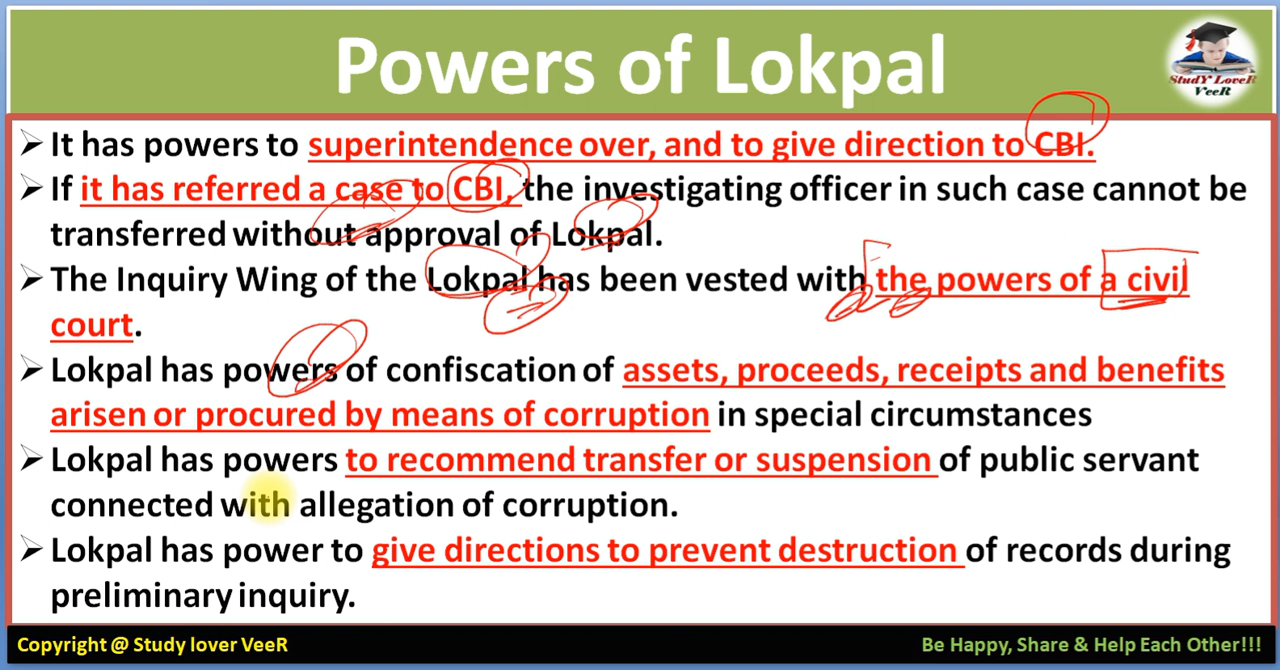 Powers of Lokpal
StudY LoveR
VeeR
It has powers to superintendence over, and to give direction to CBI.
If it has referred a case to CBI, the investigating officer in such case cannot be
transferred without approval of Lokpal.
The Inquiry Wing of the Lokpal has been vested with the powers of a civil
court.
Lokpal has powers of confiscation of assets, proceeds, receipts and benefits
arisen or procured by means of corruption in special circumstances
Lokpal has powers to recommend transfer or suspension of public servant
connected with allegation of corruption.
Lokpal has power to give directions to prevent destruction of records during
preliminary inquiry.
Copyright @ Study lover VeeR
Be Happy, Share & Help Each Other!!!